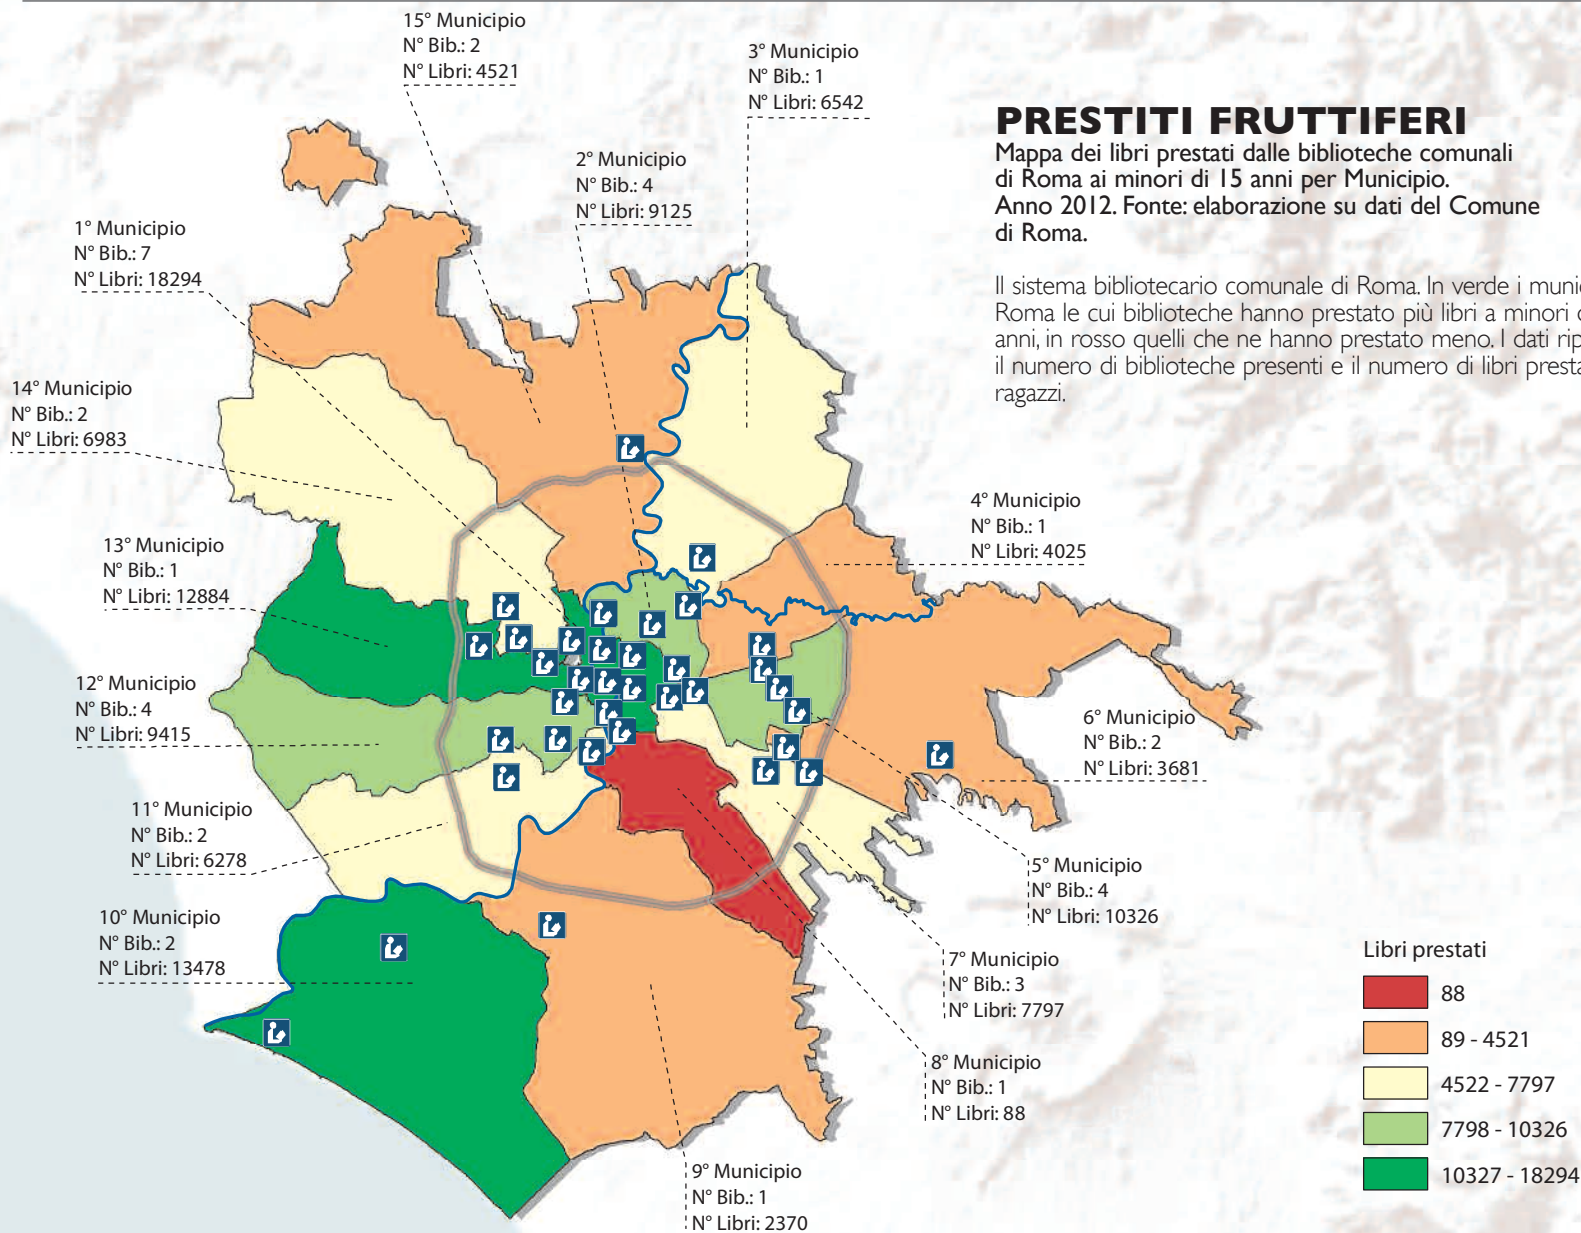 15° Municipio
N° Bib.: 2
N° Libri: 4521
3° Municipio
N° Bib.: 1
N° Libri: 6542
PRESTITI FRUTTIFERI
Mappa dei libri prestati dalle biblioteche comunali
di Roma ai minori di 15 anni per Municipio.
Anno 2012. Fonte: elaborazione su dati del Comune
di Roma.
2° Municipio
N° Bib.: 4
N° Libri: 9125
1° Municipio
N° Bib.: 7
N° Libri: 18294
Il sistema bibliotecario comunale di Roma. In verde i
Roma le cui biblioteche hanno prestato più libri a minori
anni, in rosso quelli che ne hanno prestato meno. I dati
il numero di biblioteche presenti e il numero di libri
ragazzi.
14° Municipio
N° Bib.: 2
N° Libri: 6983
4° Municipio
N° Bib.: 1
N° Libri: 4025
13° Municipio
N° Bib.: 1
N° Libri: 12884
12° Municipio
N° Bib.: 4
N° Libri: 9415
6° Municipio
N° Bib.: 2
N° Libri: 3681
11° Municipio
N° Bib.: 2
N° Libri: 6278
5° Municipio
N° Bib.: 4
N° Libri: 10326
10° Municipio
N° Bib.: 2
N° Libri: 13478
7° Municipio
N° Bib.: 3
N° Libri: 7797
8° Municipio
N° Bib.: 1
N° Libri: 88
9° Municipio
N° Bib.: 1
N° Libri: 2370
Libri prestati
88
89 - 4521
4522 - 7797
7798 - 10326
10327 - 18294